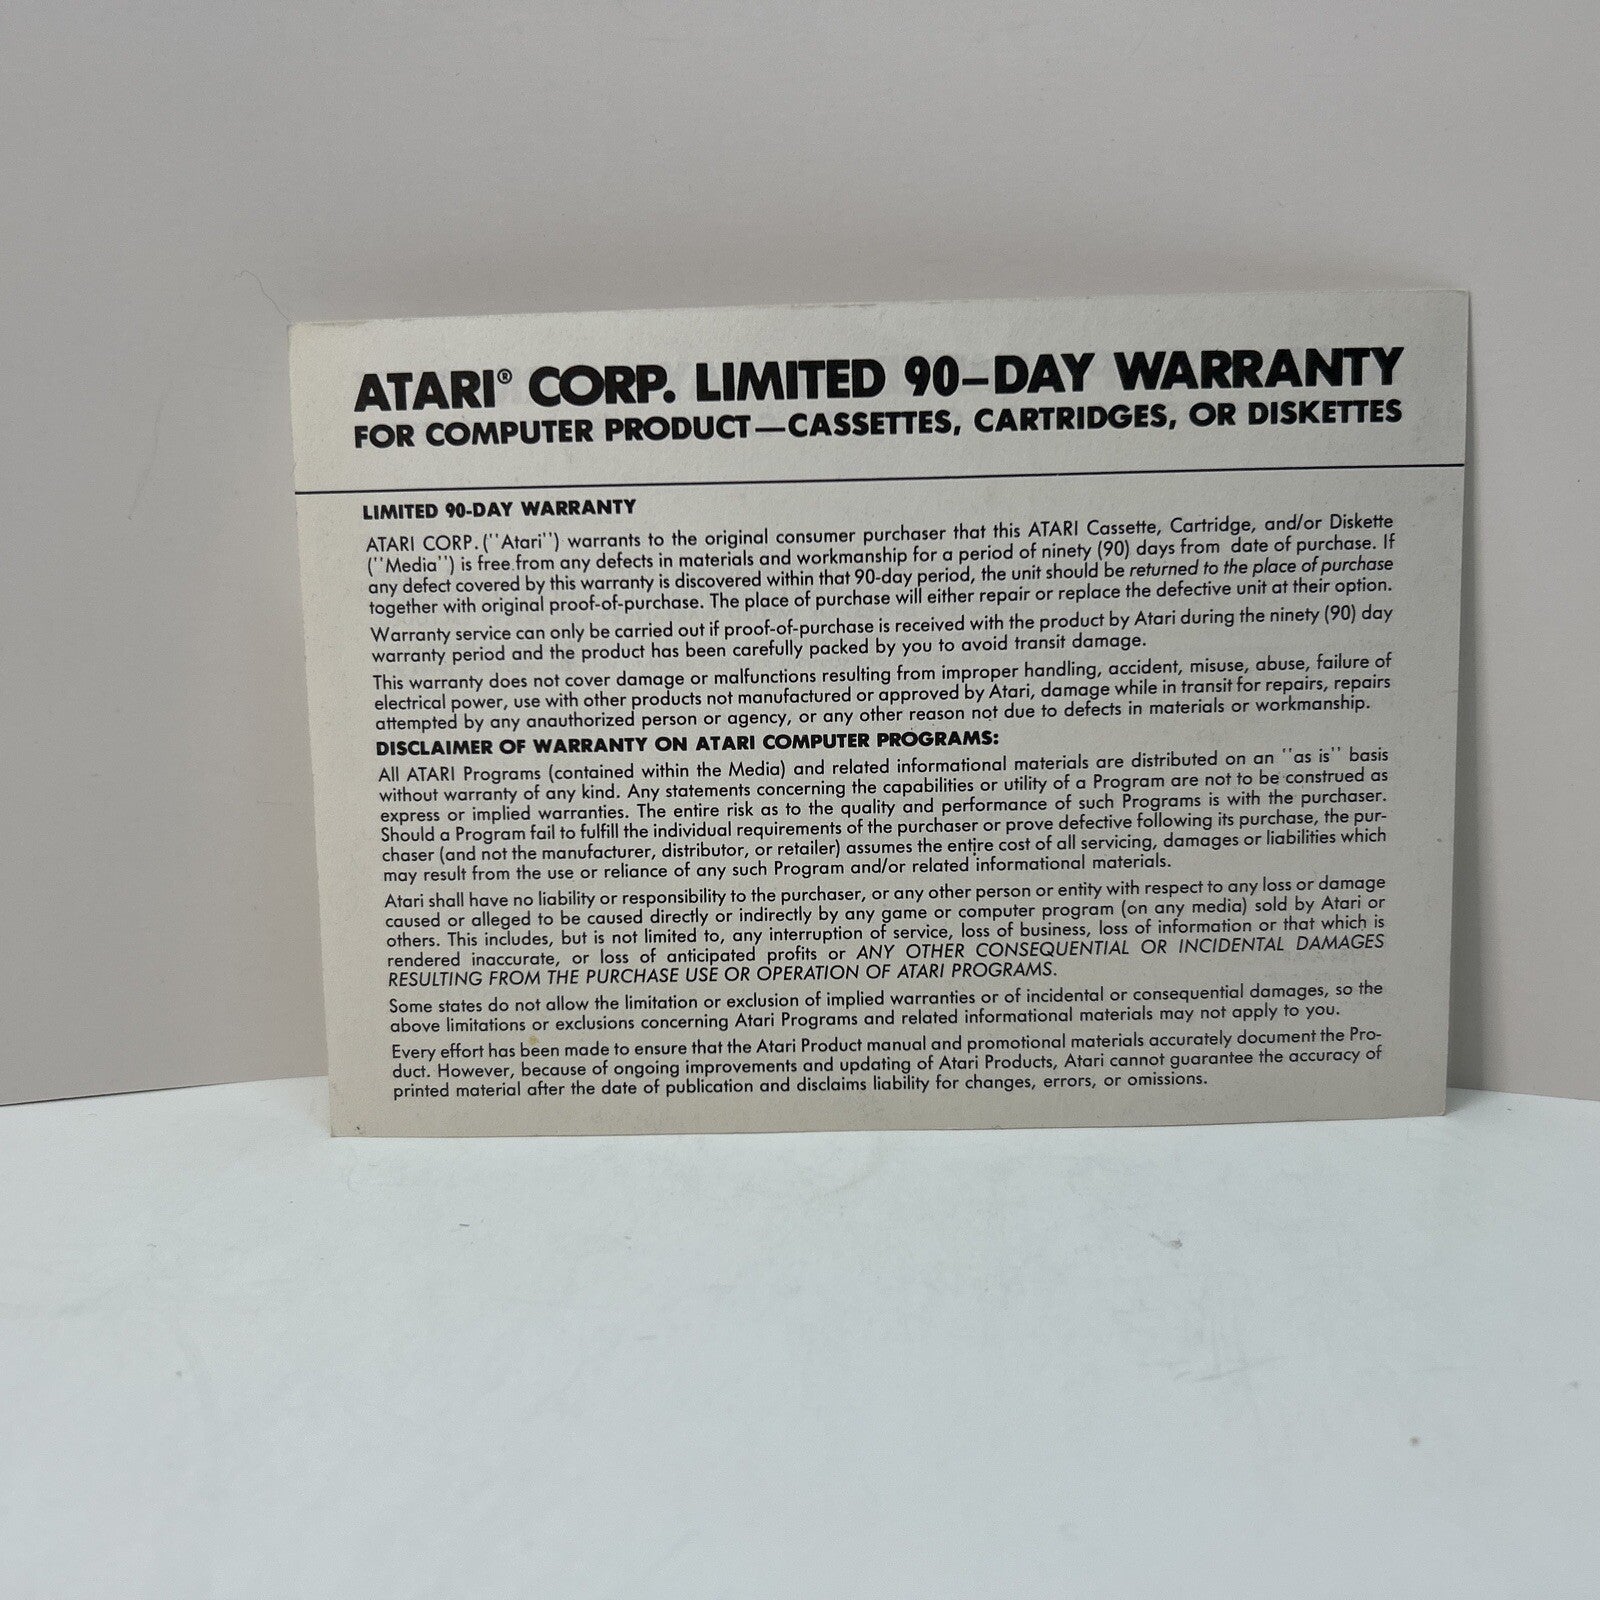 ATARI® CORP. LIMITED 90–DAY WARRANTY
FOR COMPUTER PRODUCT—CASSETTES, CARTRIDGES, OR DISKETTES
LIMITED 90-DAY WARRANTY
ATARI CORP. (''Atari'') warrants to the original consumer purchaser that this ATARI Cassette, Cartridge, and/or Diskette
(''Media'') is free from any defects in materials and workmanship for a period of ninety (90) days from date of purchase. If
any defect covered by this warranty is discovered within that 90-day period, the unit should be returned to the place of purchase
together with original proof-of-purchase. The place of purchase will either repair or replace the defective unit at their option.
Warranty service can only be carried out if proof-of-purchase is received with the product by Atari during the ninety (90) day
warranty period and the product has been carefully packed by you to avoid transit damage.
This warranty does not cover damage or malfunctions resulting from improper handling, accident, misuse, abuse, failure of
electrical power, use with other products not manufactured or approved by Atari, damage while in transit for repairs, repairs
attempted by any anauthorized person or agency, or any other reason not due to defects in materials or workmanship.
DISCLAIMER OF WARRANTY ON ATARI COMPUTER PROGRAMS:
All ATARI Programs (contained within the Media) and related informational materials are distributed on an ''as is'' basis
without warranty of any kind. Any statements concerning the capabilities or utility of a Program are not to be construed as
express or implied warranties. The entire risk as to the quality and performance of such Programs is with the purchaser.
Should a Program fail to fulfill the individual requirements of the purchaser or prove defective following its purchase, the pur-
chaser (and not the manufacturer, distributor, or retailer) assumes the entire cost of all servicing, damages or liabilities which
may result from the use or reliance of any such Program and/or related informational materials.
Atari shall have no liability or responsibility to the purchaser, or any other person or entity with respect to any loss or damage
caused or alleged to be caused directly or indirectly by any game or computer program (on any media) sold by Atari or
others. This includes, but is not limited to, any interruption of service, loss of business, loss of information or that which is
rendered inaccurate, or loss of anticipated profits or ANY OTHER CONSEQUENTIAL OR INCIDENTAL DAMAGES
RESULTING FROM THE PURCHASE USE OR OPERATION OF ATARI PROGRAMS.
Some states do not allow the limitation or exclusion of implied warranties or of incidental or consequential damages, so the
above limitations or exclusions concerning Atari Programs and related informational materials may not apply to you.
Every effort has been made to ensure that the Atari Product manual and promotional materials accurately document the Pro-
duct. However, because of ongoing improvements and updating of Atari Products, Atari cannot guarantee the accuracy of
printed material after the date of publication and disclaims liability for changes, errors, or omissions.